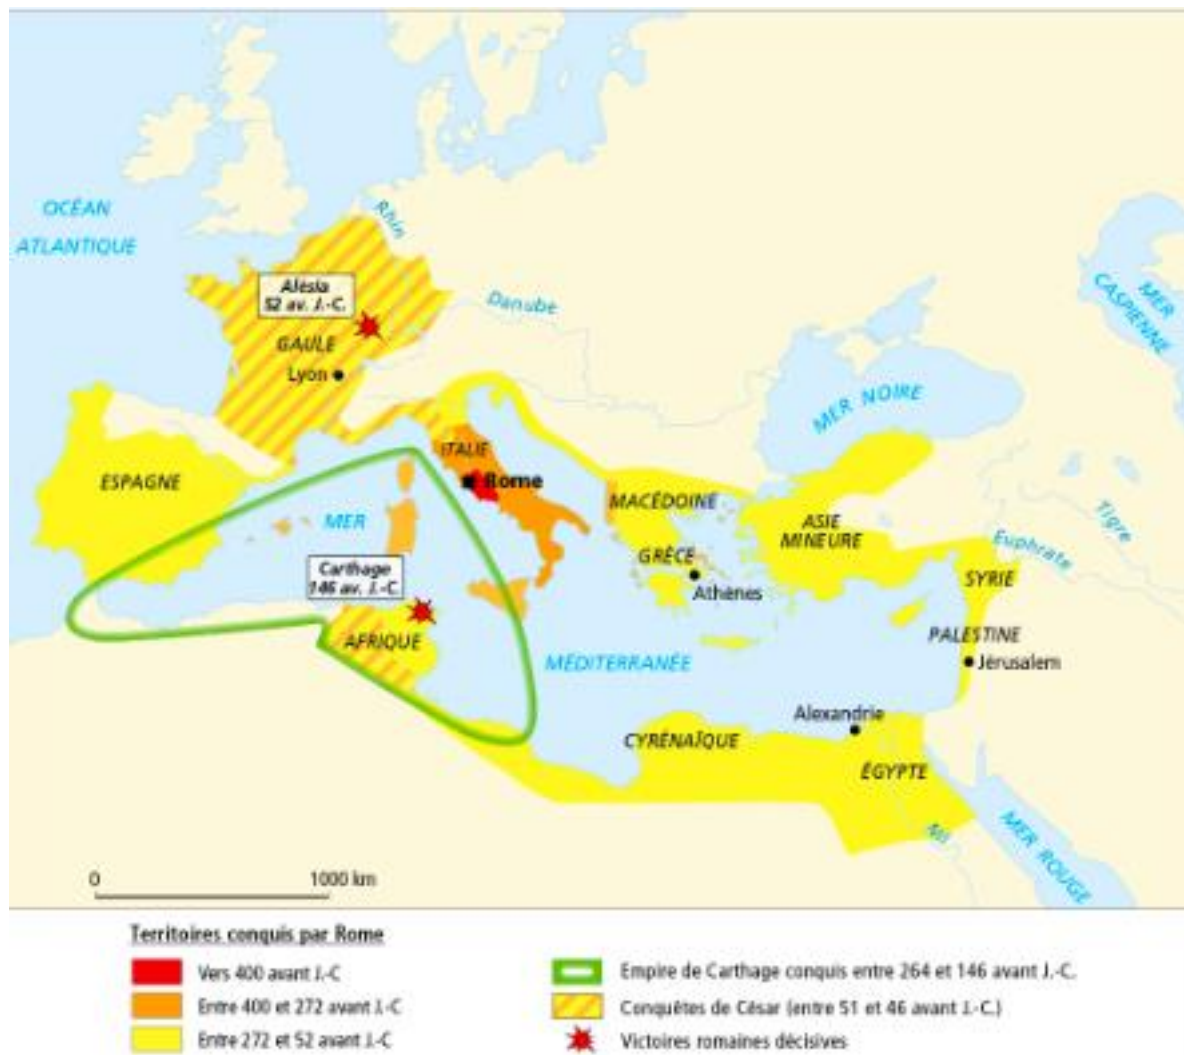 OCÉAN
ATLANTIQUE
Rhin
Alésia
52 av. J.-C.
Danube
MER
CASPIENNE
GAULE
Lyon
MER NOIRE
ITALIE
ESPAGNE
Rome
MACÉDOINE
MER
ASIE
MINEURE
Tigre
Euphrate
GRÈCE
Carthage
146 av. J.-C.
Athènes
SYRIE
AFRIQUE
PALESTINE
MÉDITERRANÉE
Jérusalem
Alexandrie
CYRÉNAÏQUE
ÉGYPTE
Nil
MER ROUGE
0 1000 km
Territoires conquis par Rome
Vers 400 avant J.-C
Entre 400 et 272 avant J.-C
Entre 272 et 52 avant J.-C
Empire de Carthage conquis entre 264 et 146 avant J.-C.
Conquêtes de César (entre 51 et 46 avant J.-C.)
Victoires romaines décisives